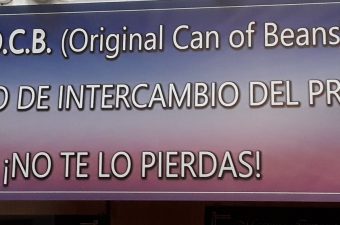 O.C.B. (Original Can of Beans
O DE INTERCAMBIO DEL PR
¡NO TE LO PIERDAS!